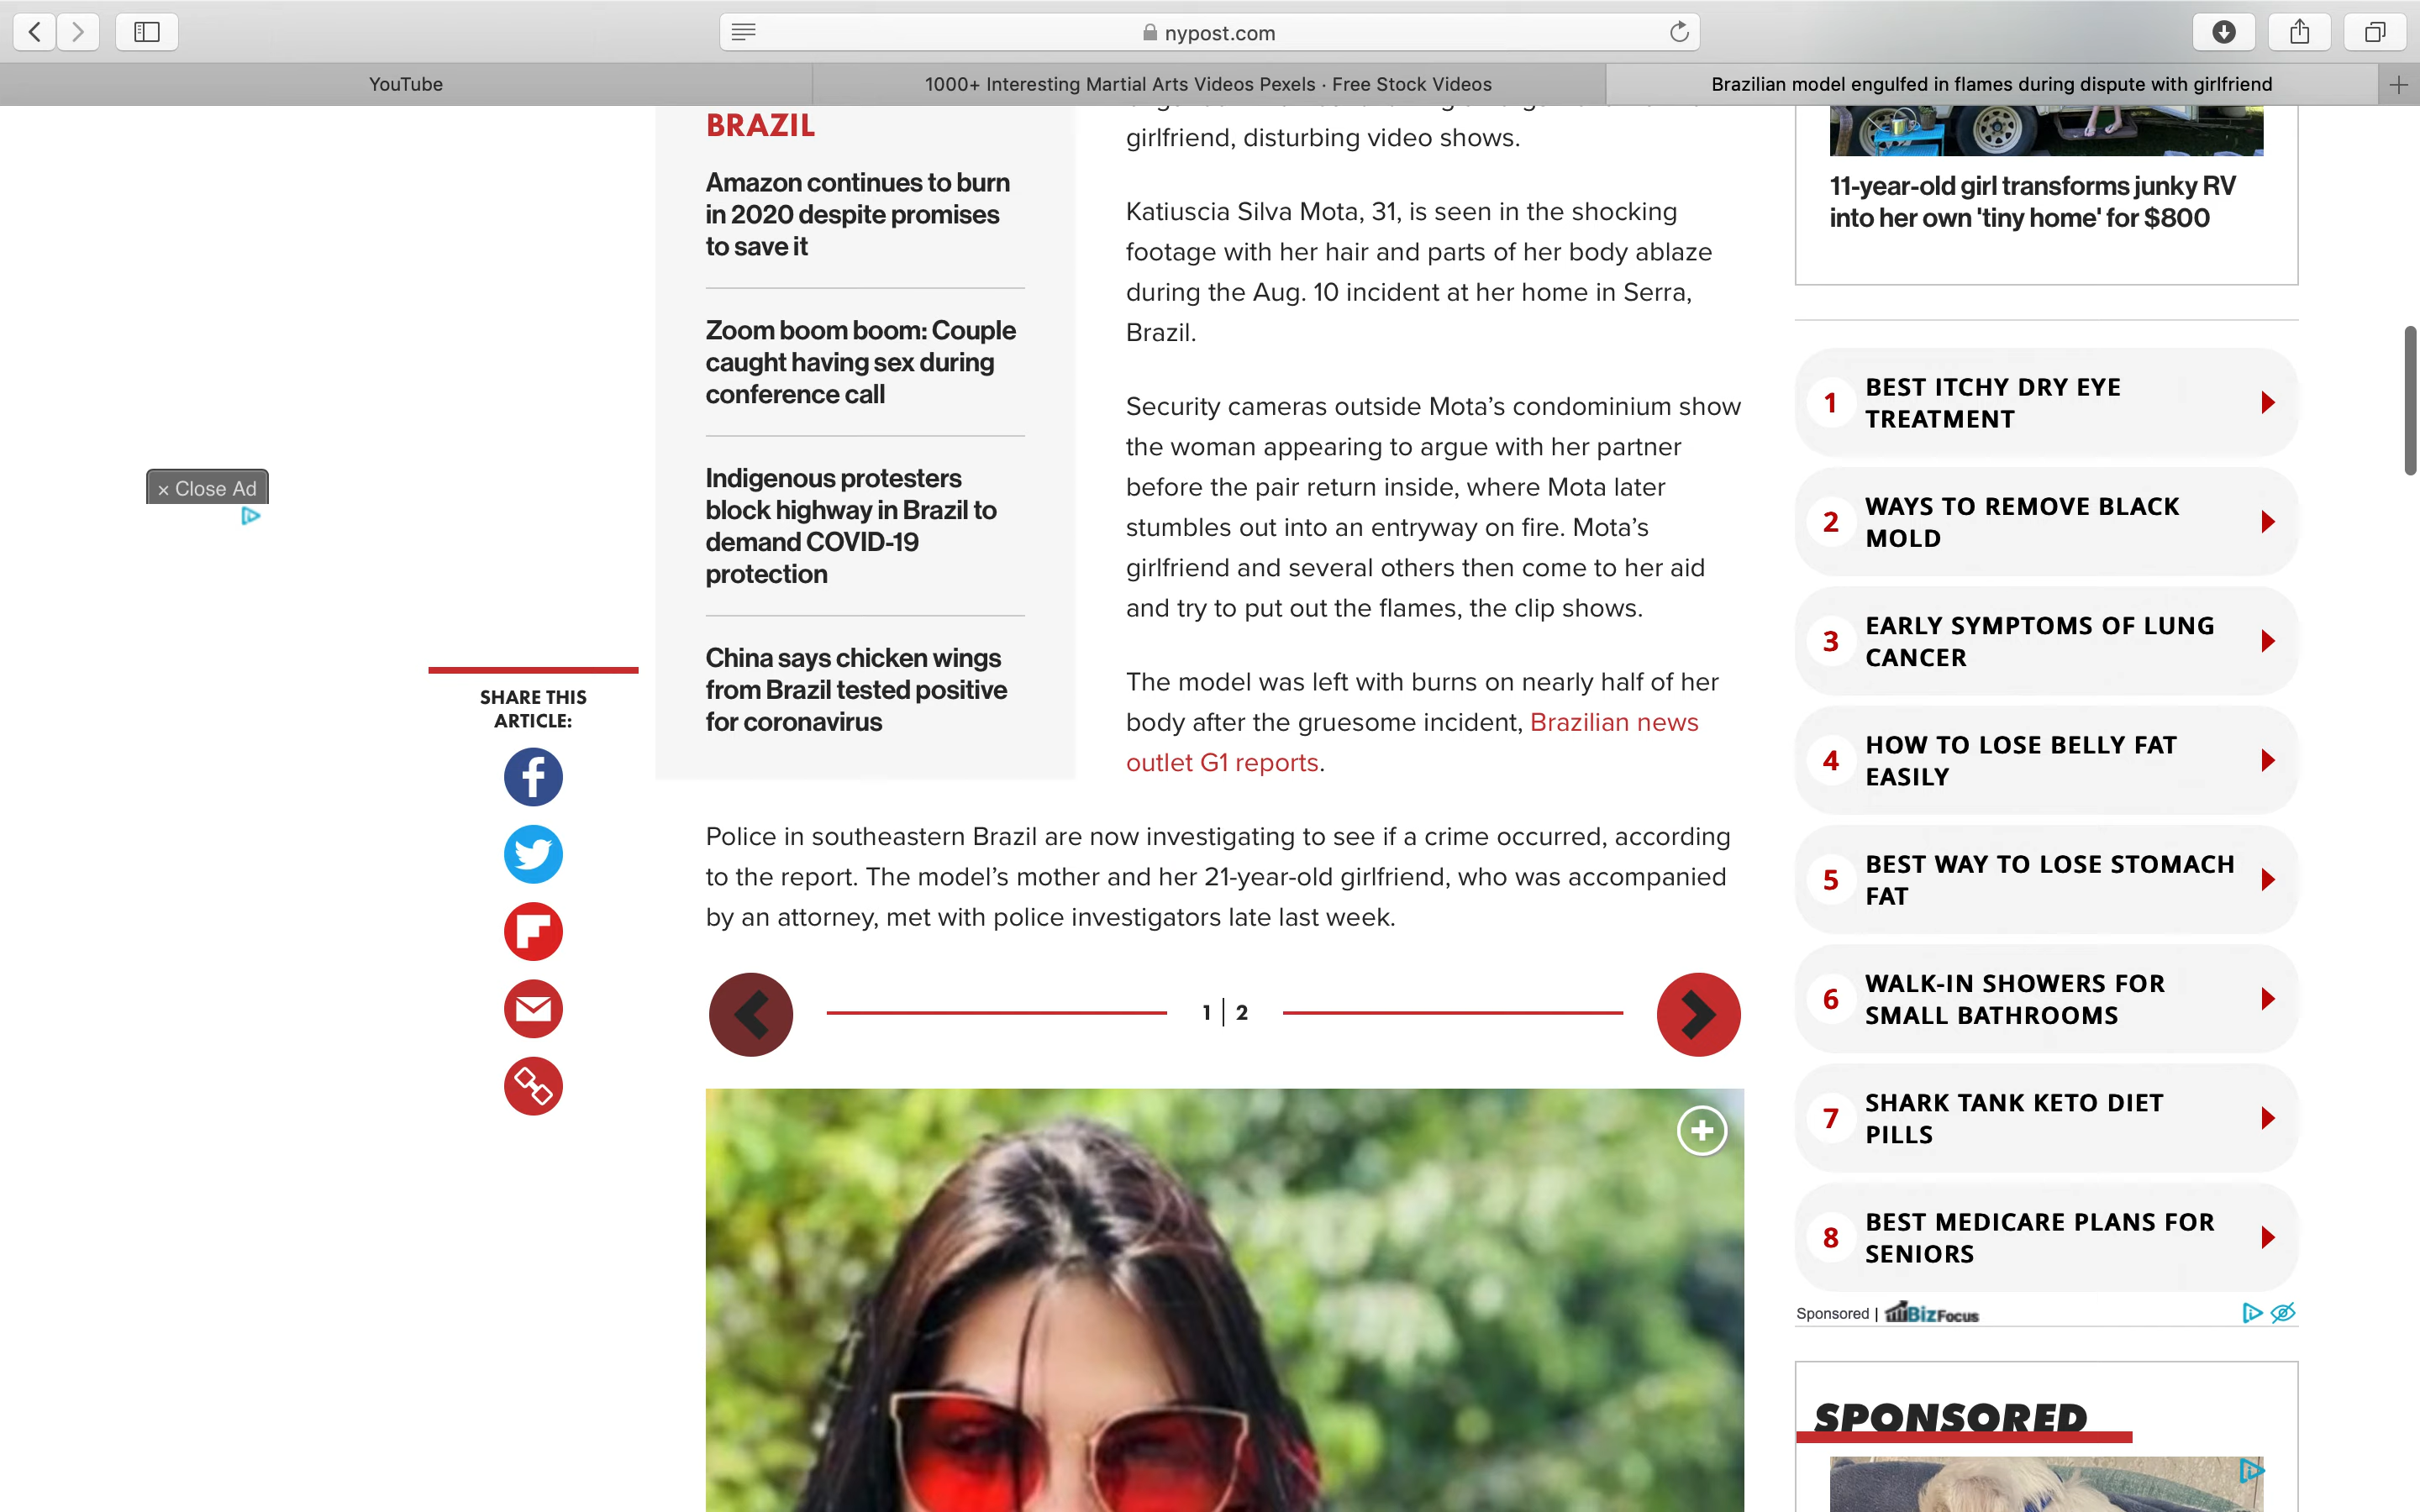 nypost.com
YouTube
1000+ Interesting Martial Arts Videos Pexels · Free Stock Videos
Brazilian model engulfed in flames during dispute with girlfriend
BRAZIL
Amazon continues to burn
in 2020 despite promises
to save it
Zoom boom boom: Couple
caught having sex during
conference call
Indigenous protesters
block highway in Brazil to
demand COVID-19
protection
China says chicken wings
from Brazil tested positive
for coronavirus
girlfriend, disturbing video shows.
Katiuscia Silva Mota, 31, is seen in the shocking
footage with her hair and parts of her body ablaze
during the Aug. 10 incident at her home in Serra,
Brazil.
Security cameras outside Mota’s condominium show
the woman appearing to argue with her partner
before the pair return inside, where Mota later
stumbles out into an entryway on fire. Mota’s
girlfriend and several others then come to her aid
and try to put out the flames, the clip shows.
The model was left with burns on nearly half of her
body after the gruesome incident, Brazilian news
outlet G1 reports.
Police in southeastern Brazil are now investigating to see if a crime occurred, according
to the report. The model’s mother and her 21-year-old girlfriend, who was accompanied
by an attorney, met with police investigators late last week.
1 | 2
× Close Ad
SHARE THIS
ARTICLE:
11-year-old girl transforms junky RV
into her own 'tiny home' for $800
1 BEST ITCHY DRY EYE
TREATMENT
2 WAYS TO REMOVE BLACK
MOLD
3 EARLY SYMPTOMS OF LUNG
CANCER
4 HOW TO LOSE BELLY FAT
EASILY
5 BEST WAY TO LOSE STOMACH
FAT
6 WALK-IN SHOWERS FOR
SMALL BATHROOMS
7 SHARK TANK KETO DIET
PILLS
8 BEST MEDICARE PLANS FOR
SENIORS
Sponsored | BizFocus
SPONSORED